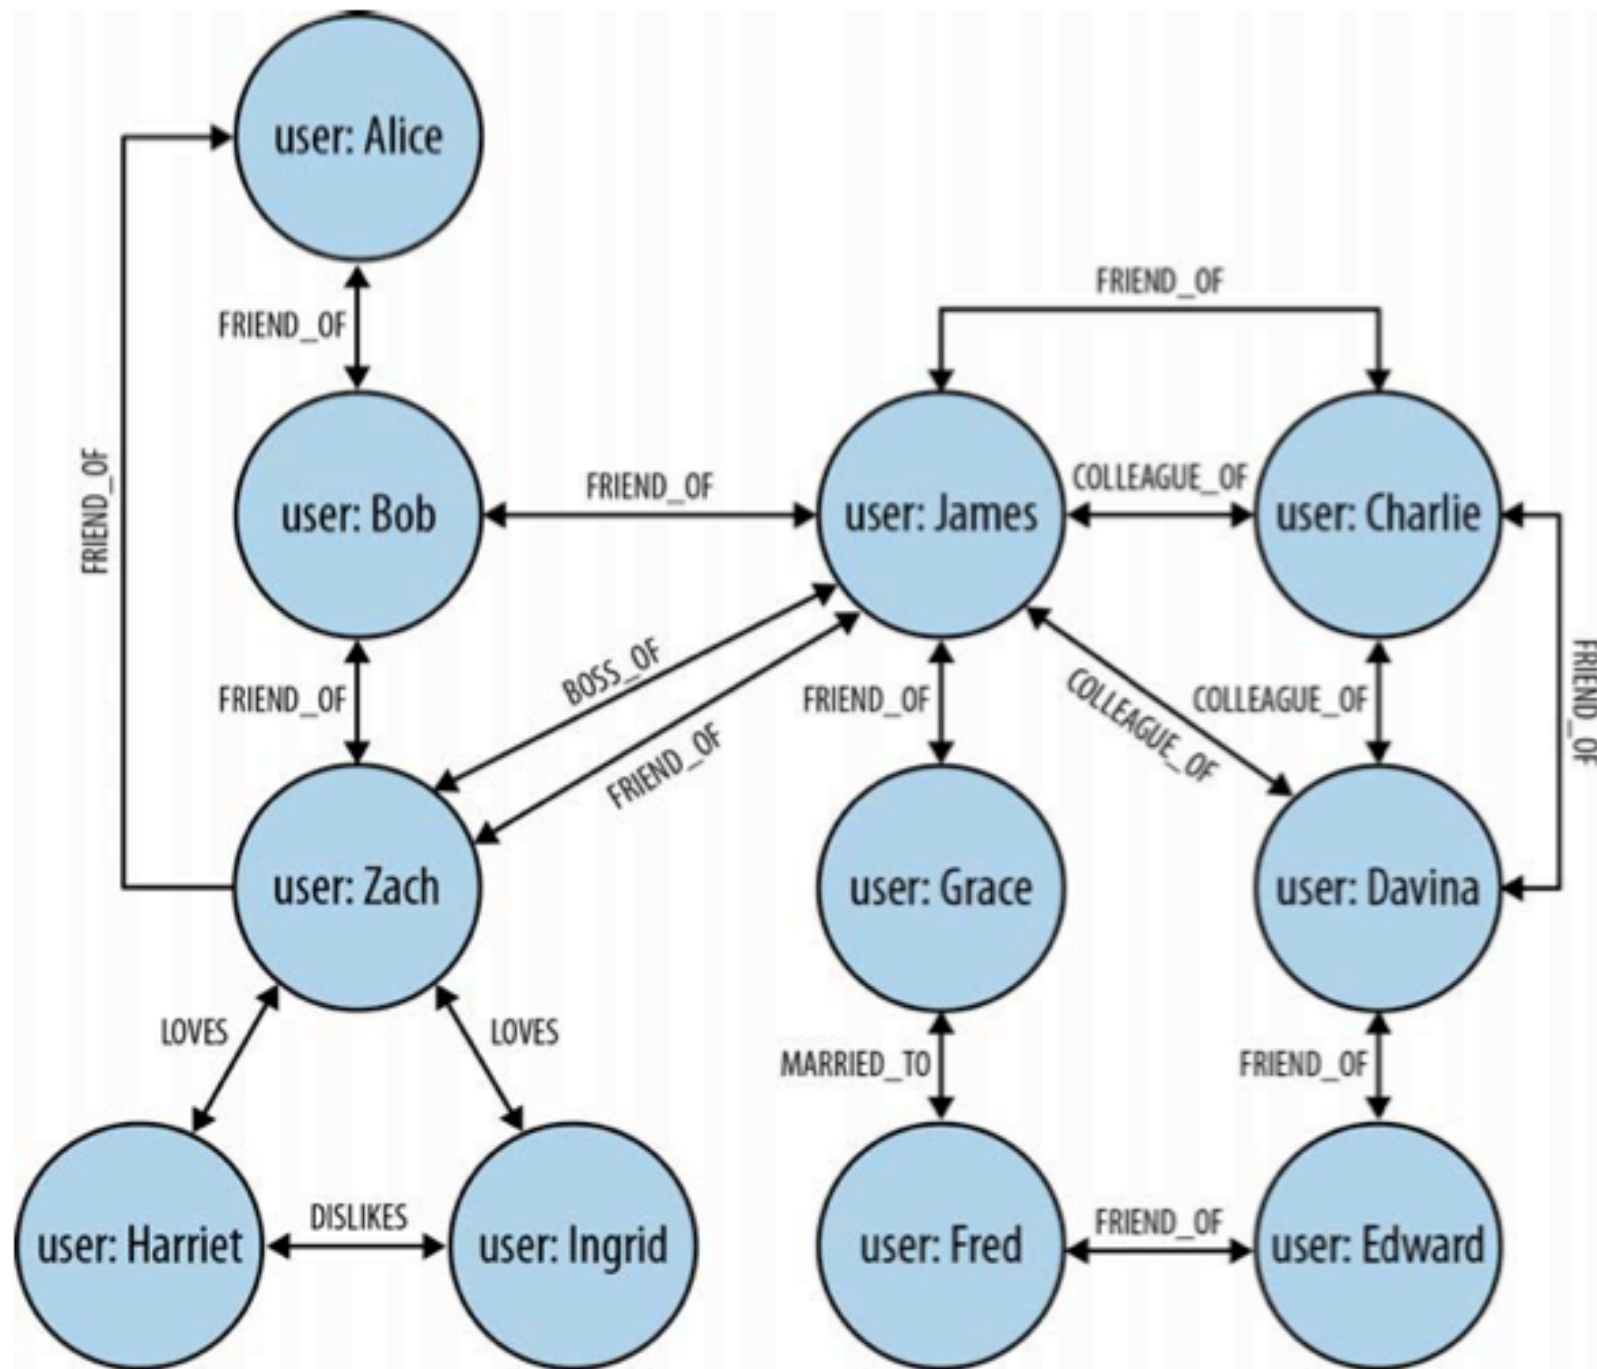 user: Alice
FRIEND_OF
FRIEND_OF
FRIEND_OF
user: Bob
FRIEND_OF
user: James
COLLEAGUE_OF
user: Charlie
FRIEND_OF
BOSS_OF
FRIEND_OF
FRIEND_OF
COLLEAGUE_OF
COLLEAGUE_OF
FRIEND_OF
FRIEND_OF
user: Zach
user: Grace
user: Davina
LOVES
LOVES
MARRIED_TO
FRIEND_OF
user: Harriet
DISLIKES
user: Ingrid
user: Fred
FRIEND_OF
user: Edward